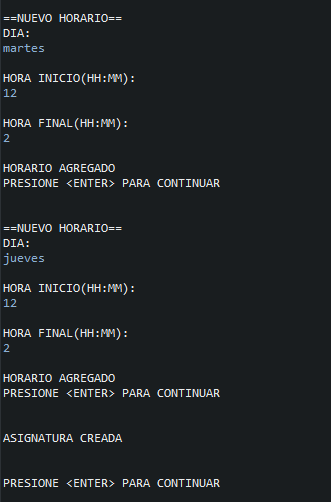 ==NUEVO HORARIO==
DIA:
martes
HORA INICIO(HH:MM):
12
HORA FINAL(HH:MM):
2
HORARIO AGREGADO
PRESIONE <ENTER> PARA CONTINUAR
==NUEVO HORARIO==
DIA:
jueves
HORA INICIO(HH:MM):
12
HORA FINAL(HH:MM):
2
HORARIO AGREGADO
PRESIONE <ENTER> PARA CONTINUAR
ASIGNATURA CREADA
PRESIONE <ENTER> PARA CONTINUAR